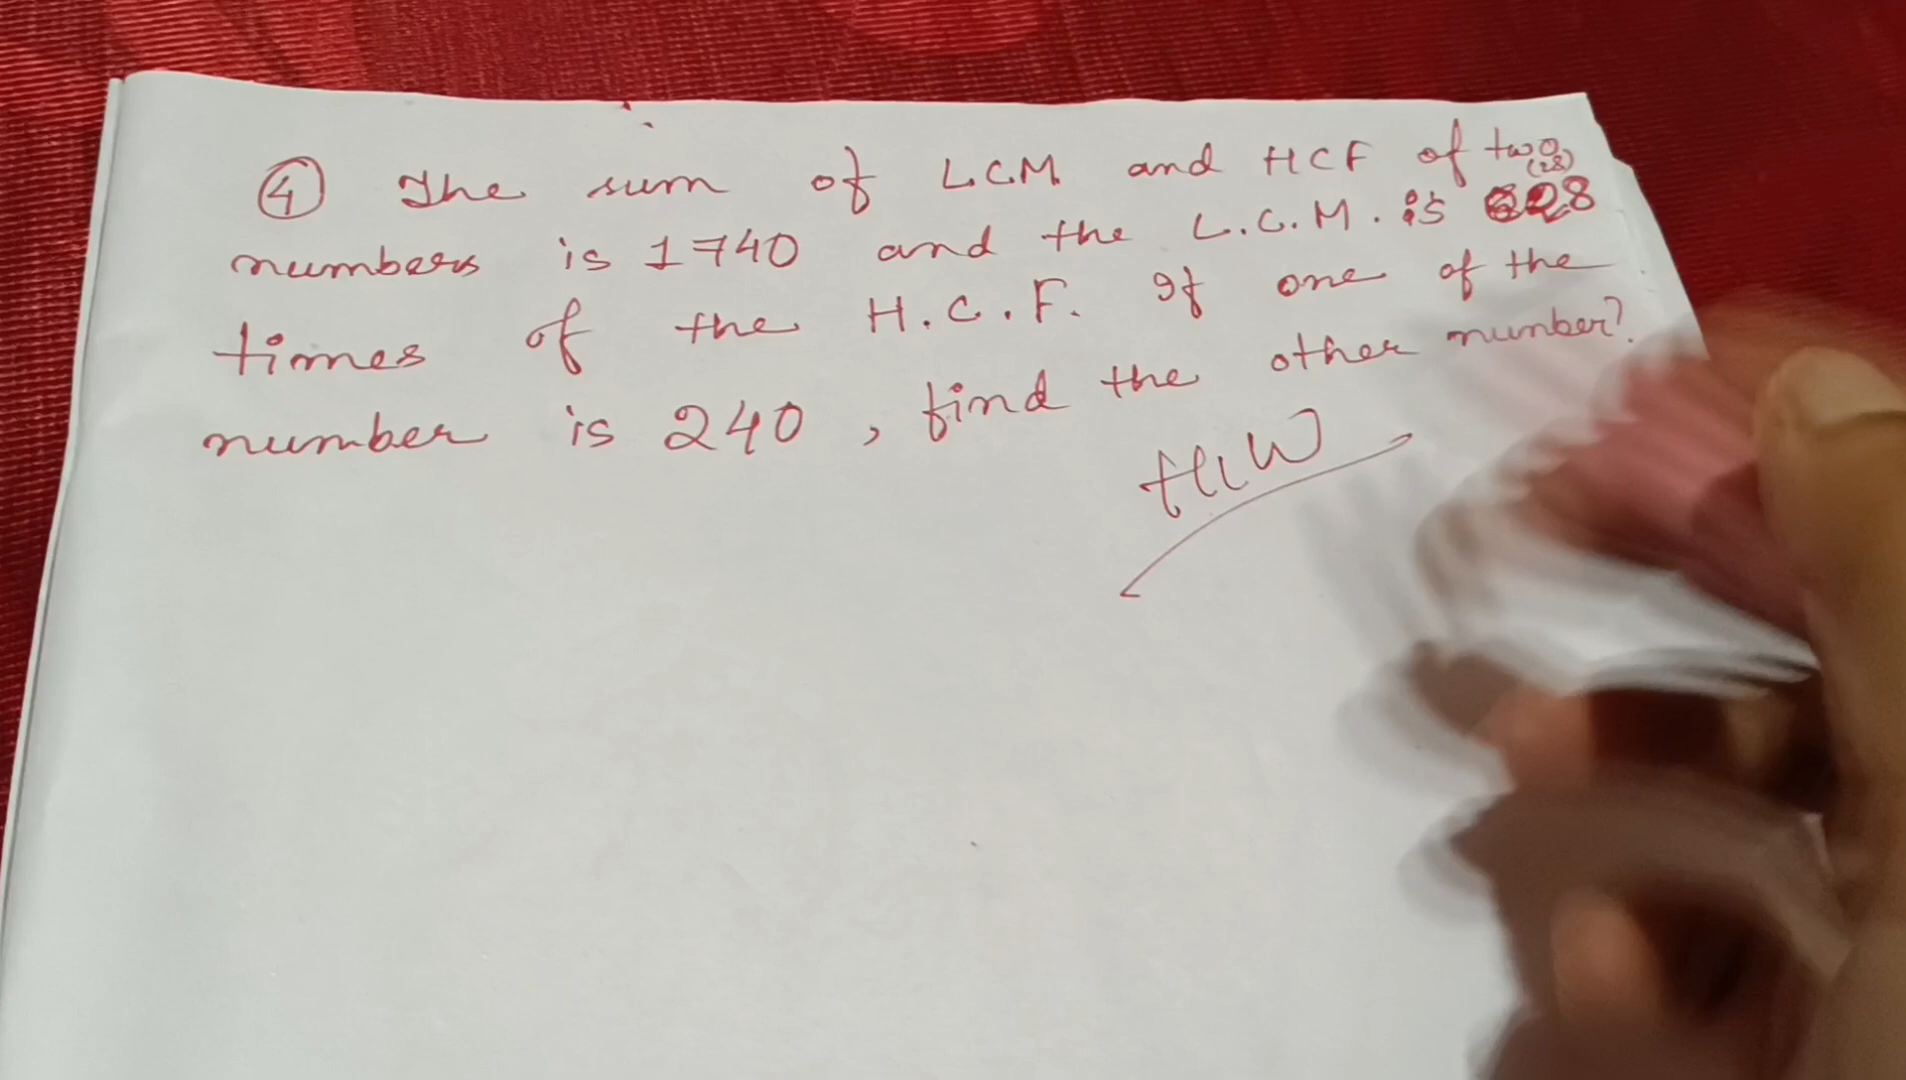 ④ The sum of LCM and HCF of two
numbers is 1740 and the L.C.M. is (28) 28
times of the H.C.F. If one of the
number is 240, find the other number?
H/W